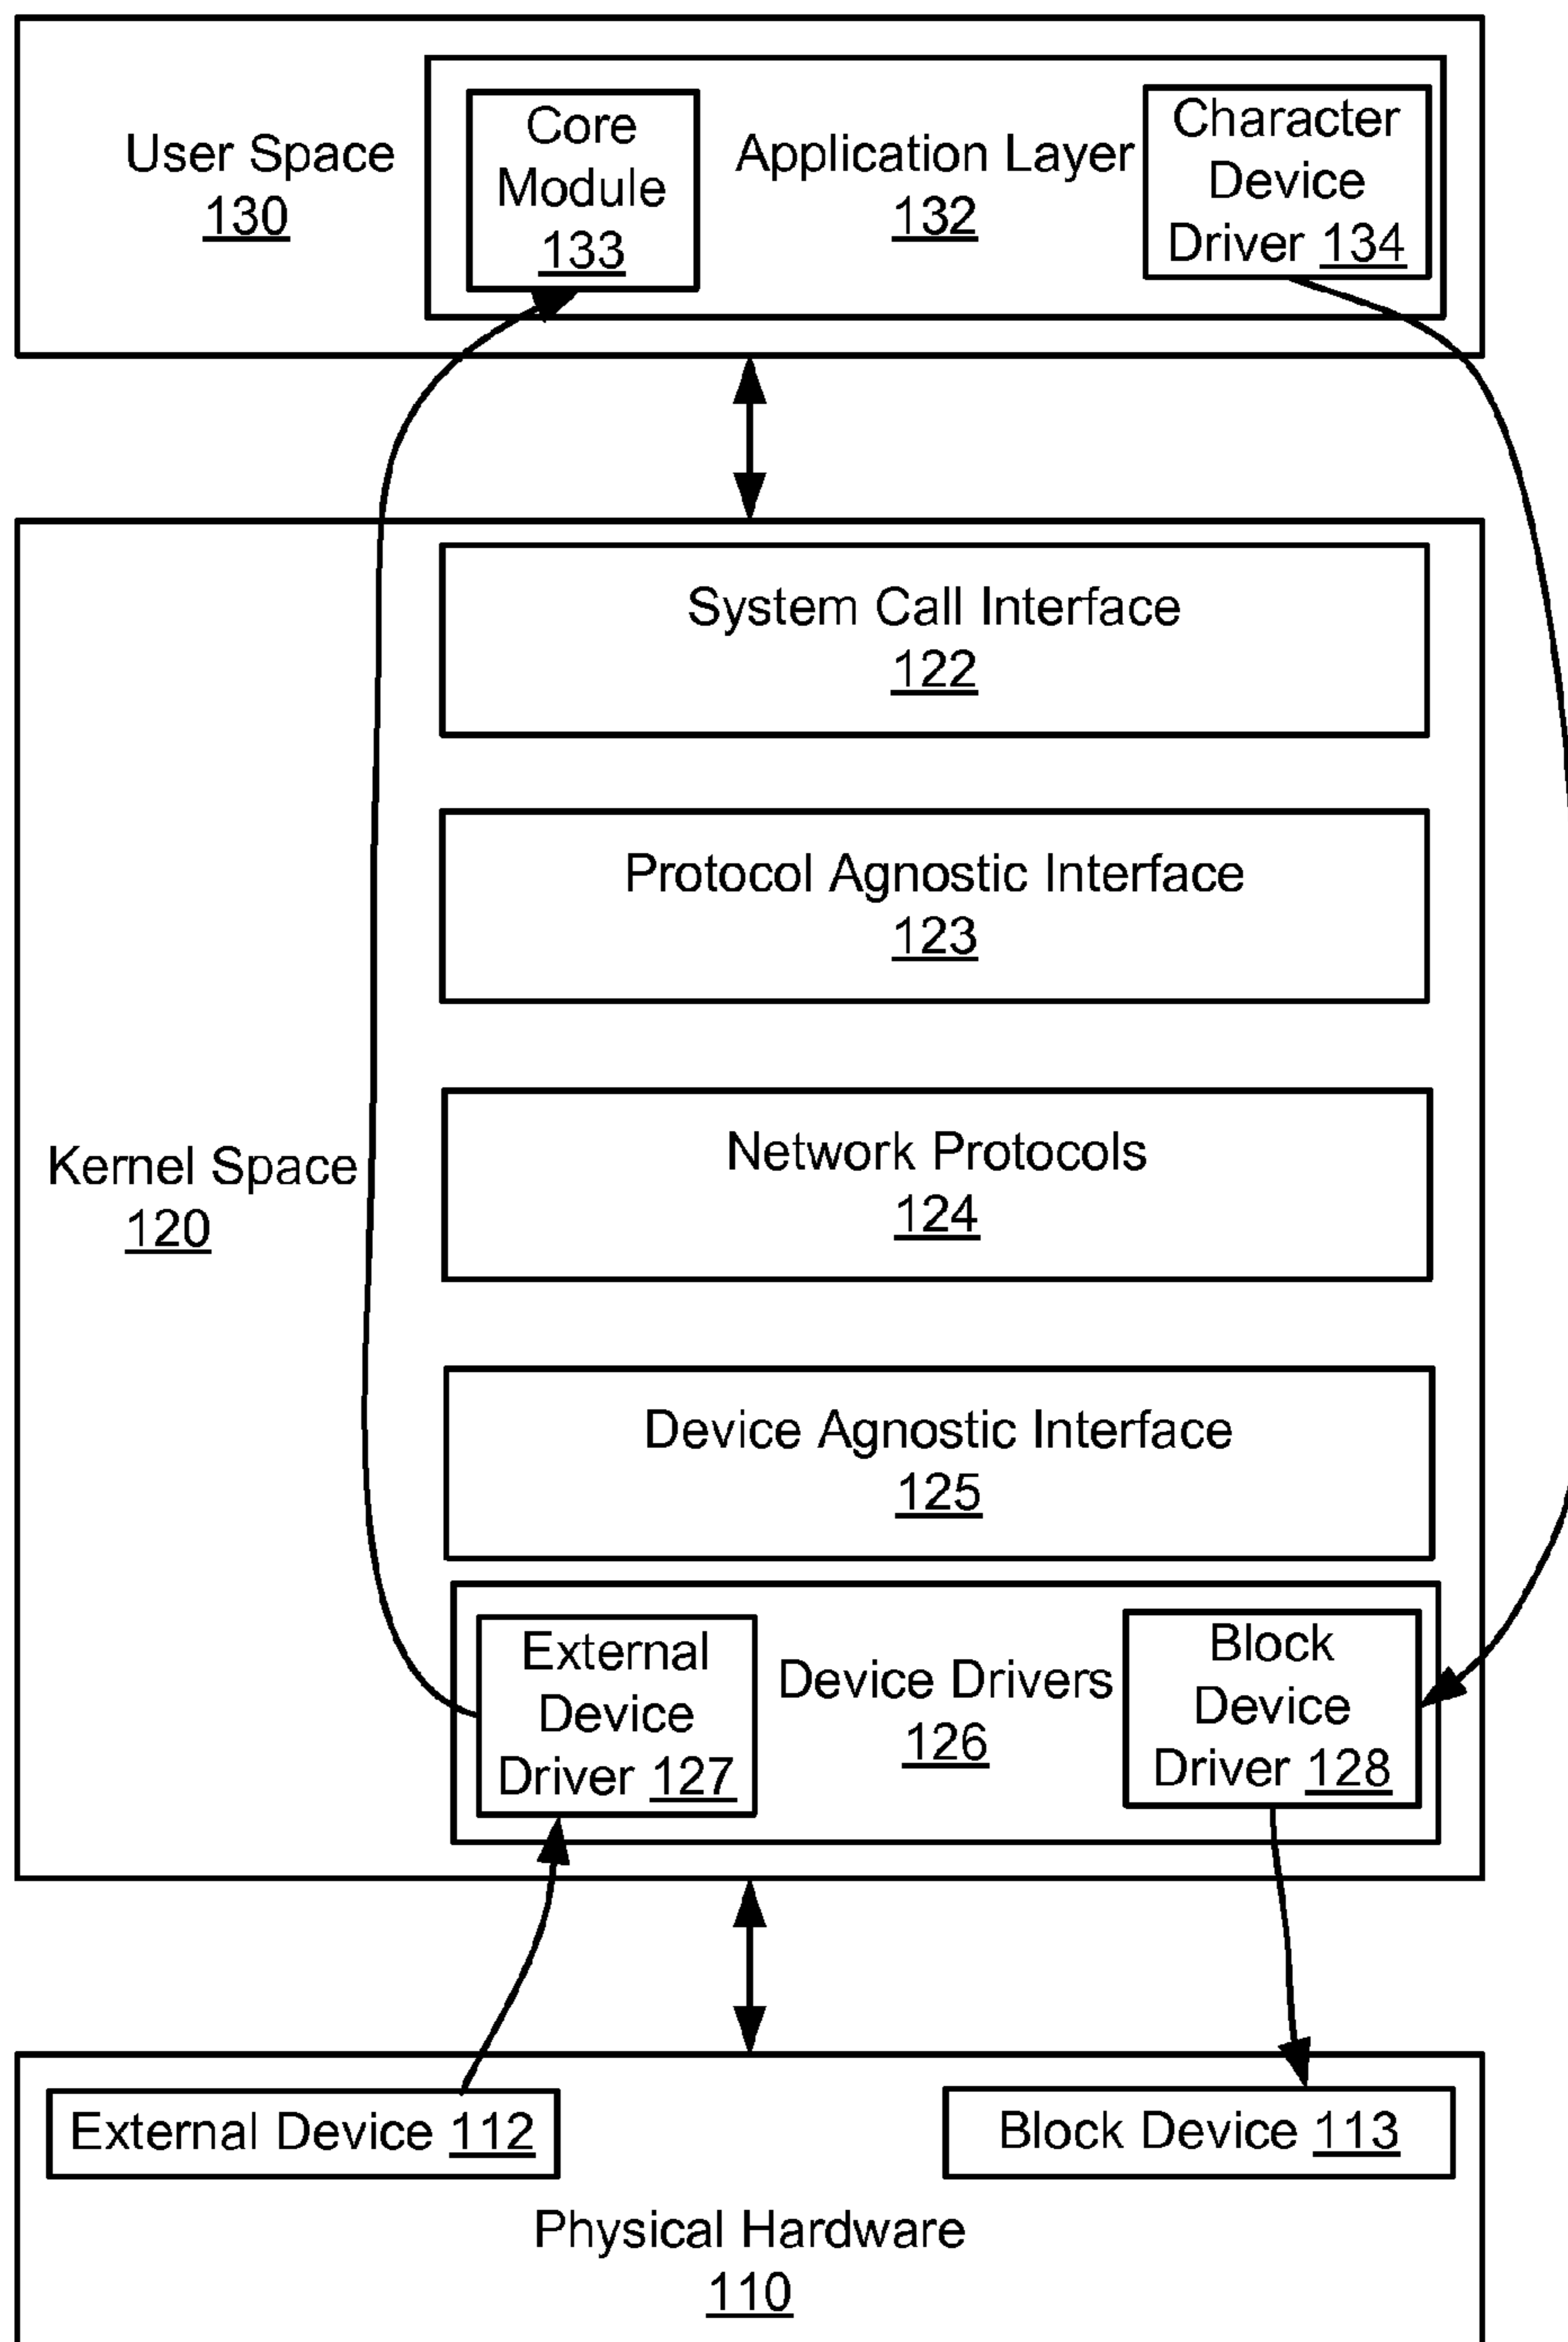 User Space
130
Core
Module
133
Application Layer
132
Character
Device
Driver 134
System Call Interface
122
Protocol Agnostic Interface
123
Network Protocols
124
Kernel Space
120
Device Agnostic Interface
125
External
Device
Driver 127
Device Drivers
126
Block
Device
Driver 128
External Device 112
Block Device 113
Physical Hardware
110